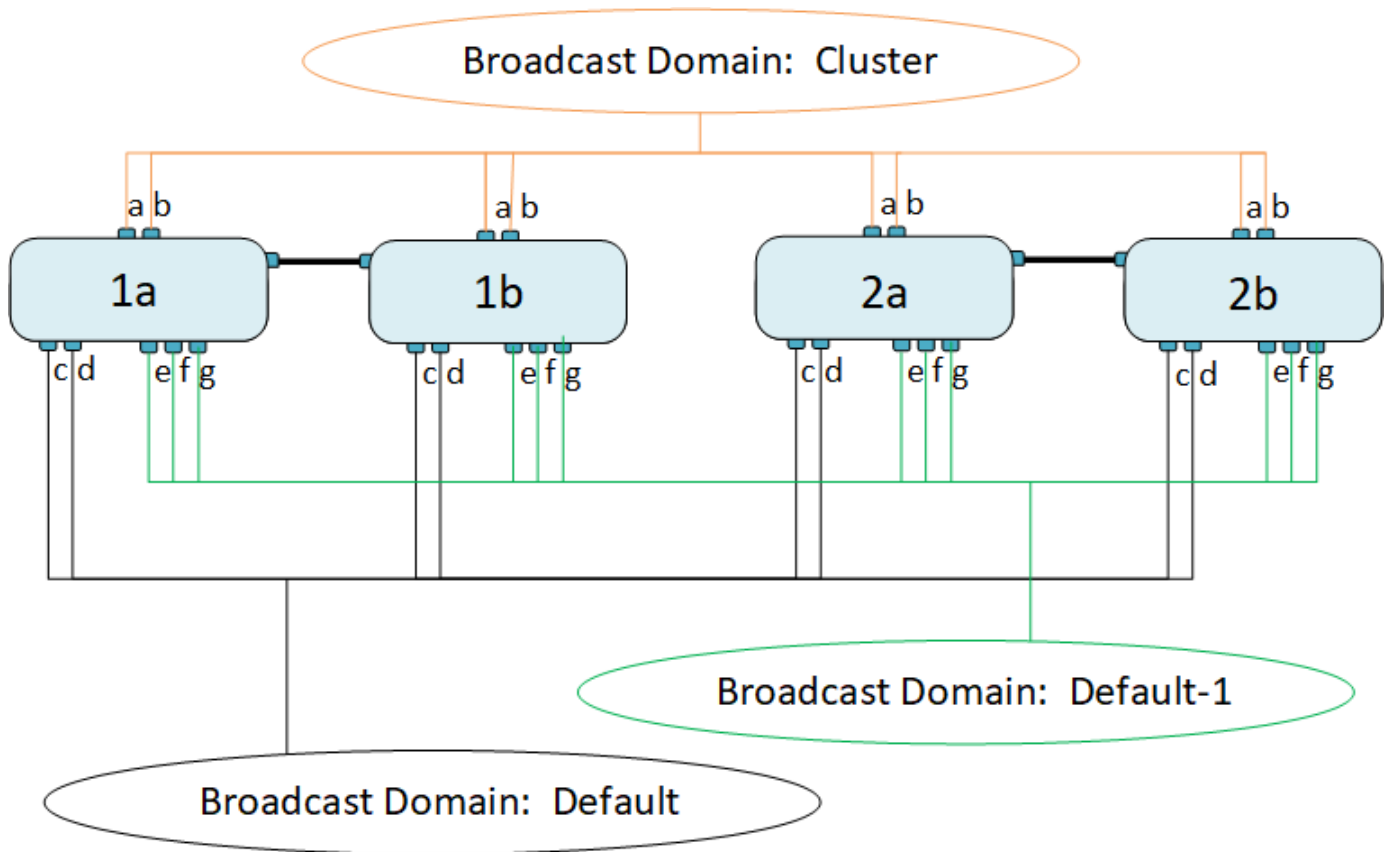 Broadcast Domain: Cluster
a b a b a b a b
1a 1b 2a 2b
c d e f g c d e f g c d e f g c d e f g
Broadcast Domain: Default-1
Broadcast Domain: Default